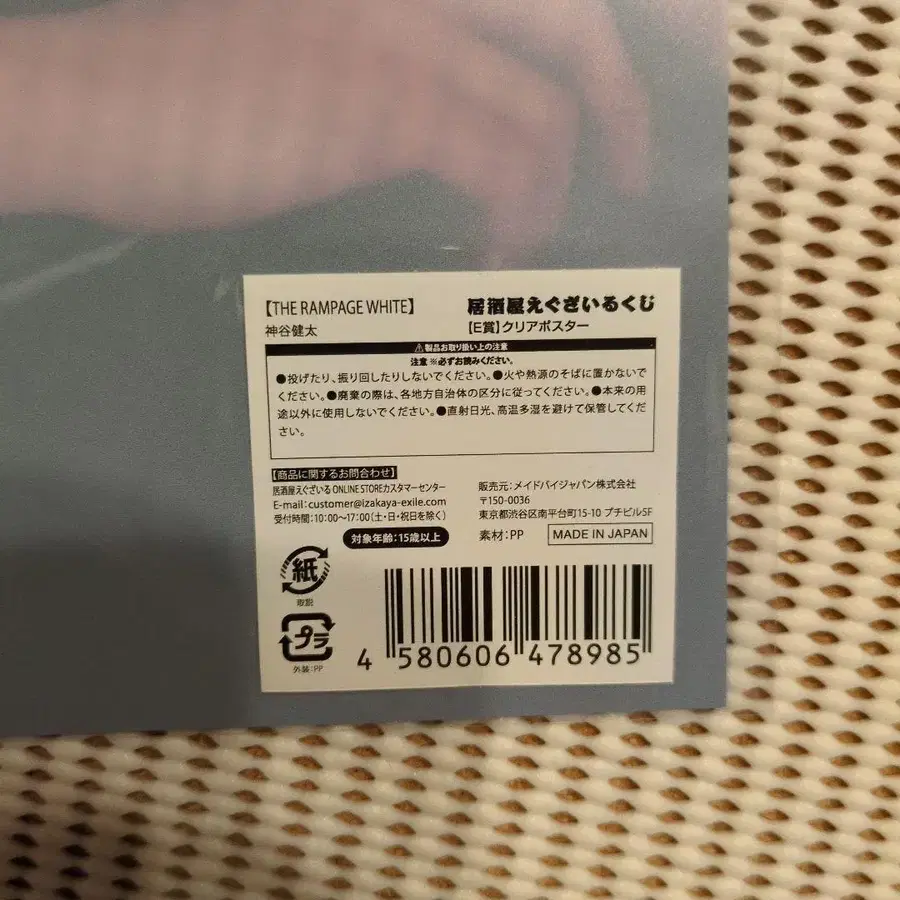 【THE RAMPAGE WHITE】
神谷健太
居酒屋えぐざいるくじ
【E賞】クリアポスター
⚠製品お取り扱い上の注意
注意 ※必ずお読みください。
●投げたり、振り回したりしないでください。●火や熱源のそばに置かないで
ください。●廃棄の際は、各地方自治体の区分に従ってください。●本来の用
途以外に使用しないでください。●直射日光、高温多湿を避けて保管してくだ
さい。
【商品に関するお問合わせ】
居酒屋えぐざいる ONLINE STOREカスタマーセンター
E-mail:customer@izakaya-exile.com
受付時間:10:00〜17:00(土・日・祝日を除く)
販売元:メイドバイジャパン株式会社
〒150-0036
東京都渋谷区南平台町15-10 プチビル5F
対象年齢:15歳以上
素材:PP
MADE IN JAPAN
紙
取説
プラ
外装:PP
4 580606 478985